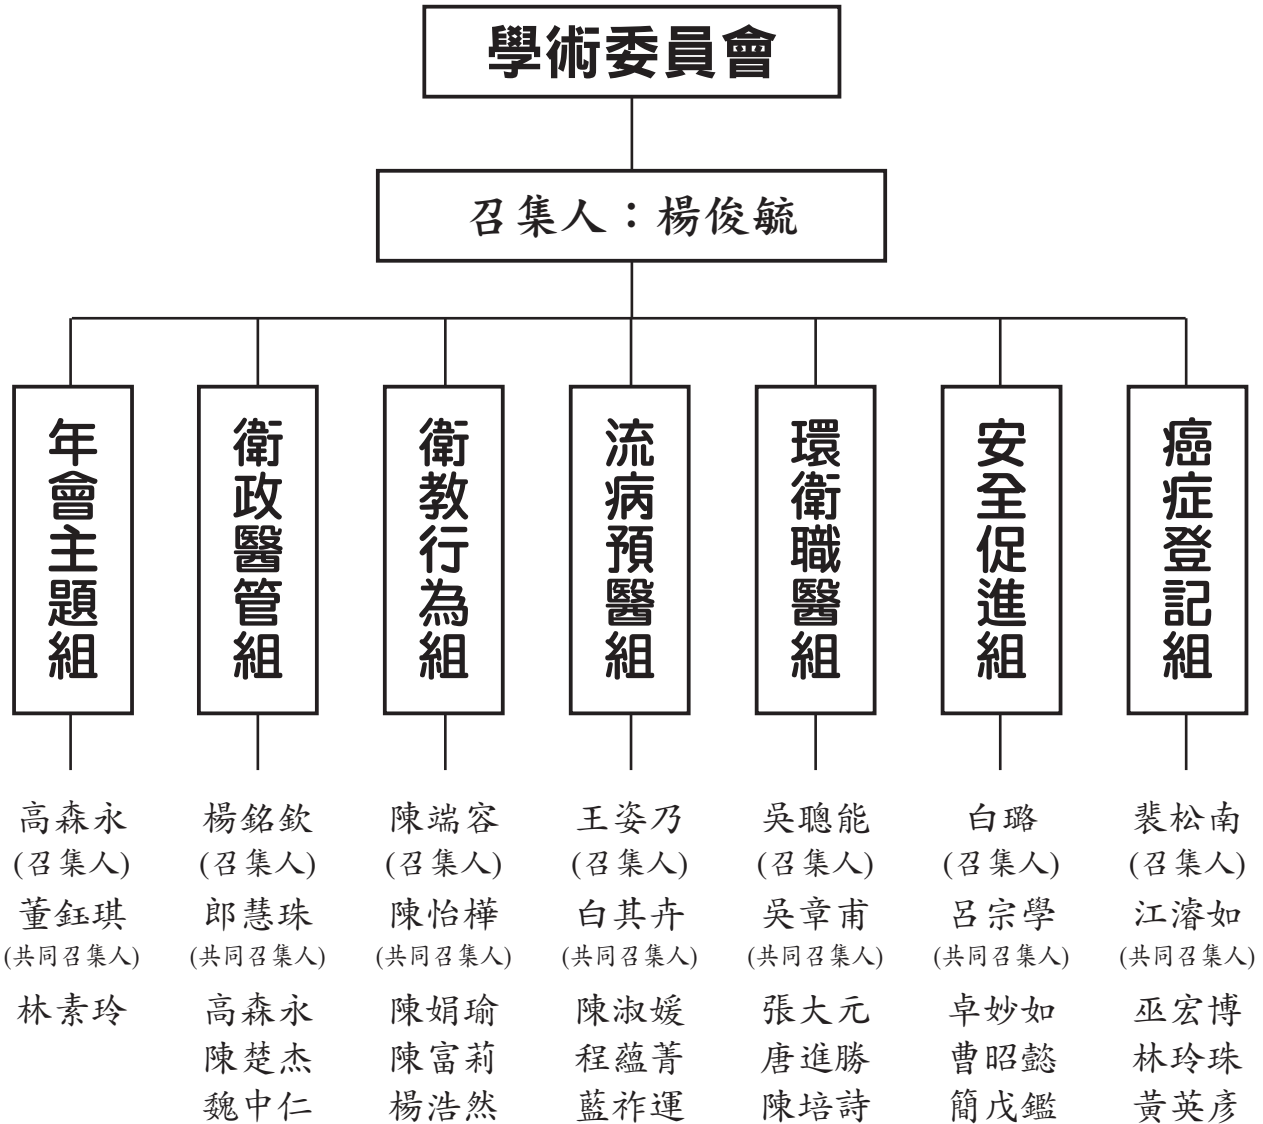 學術委員會
召集人：楊俊毓
年會主題組
高森永
(召集人)
董鈺琪
(共同召集人)
林素玲
衛政醫管組
楊銘欽
(召集人)
郎慧珠
(共同召集人)
高森永
陳楚杰
魏中仁
衛教行為組
陳端容
(召集人)
陳怡樺
(共同召集人)
陳娟瑜
陳富莉
楊浩然
流病預醫組
王姿乃
(召集人)
白其卉
(共同召集人)
陳淑媛
程蘊菁
藍祚運
環衛職醫組
吳聰能
(召集人)
吳章甫
(共同召集人)
張大元
唐進勝
陳培詩
安全促進組
白璐
(召集人)
呂宗學
(共同召集人)
卓妙如
曹昭懿
簡戊鑑
癌症登記組
裴松南
(召集人)
江濬如
(共同召集人)
巫宏博
林玲珠
黃英彥